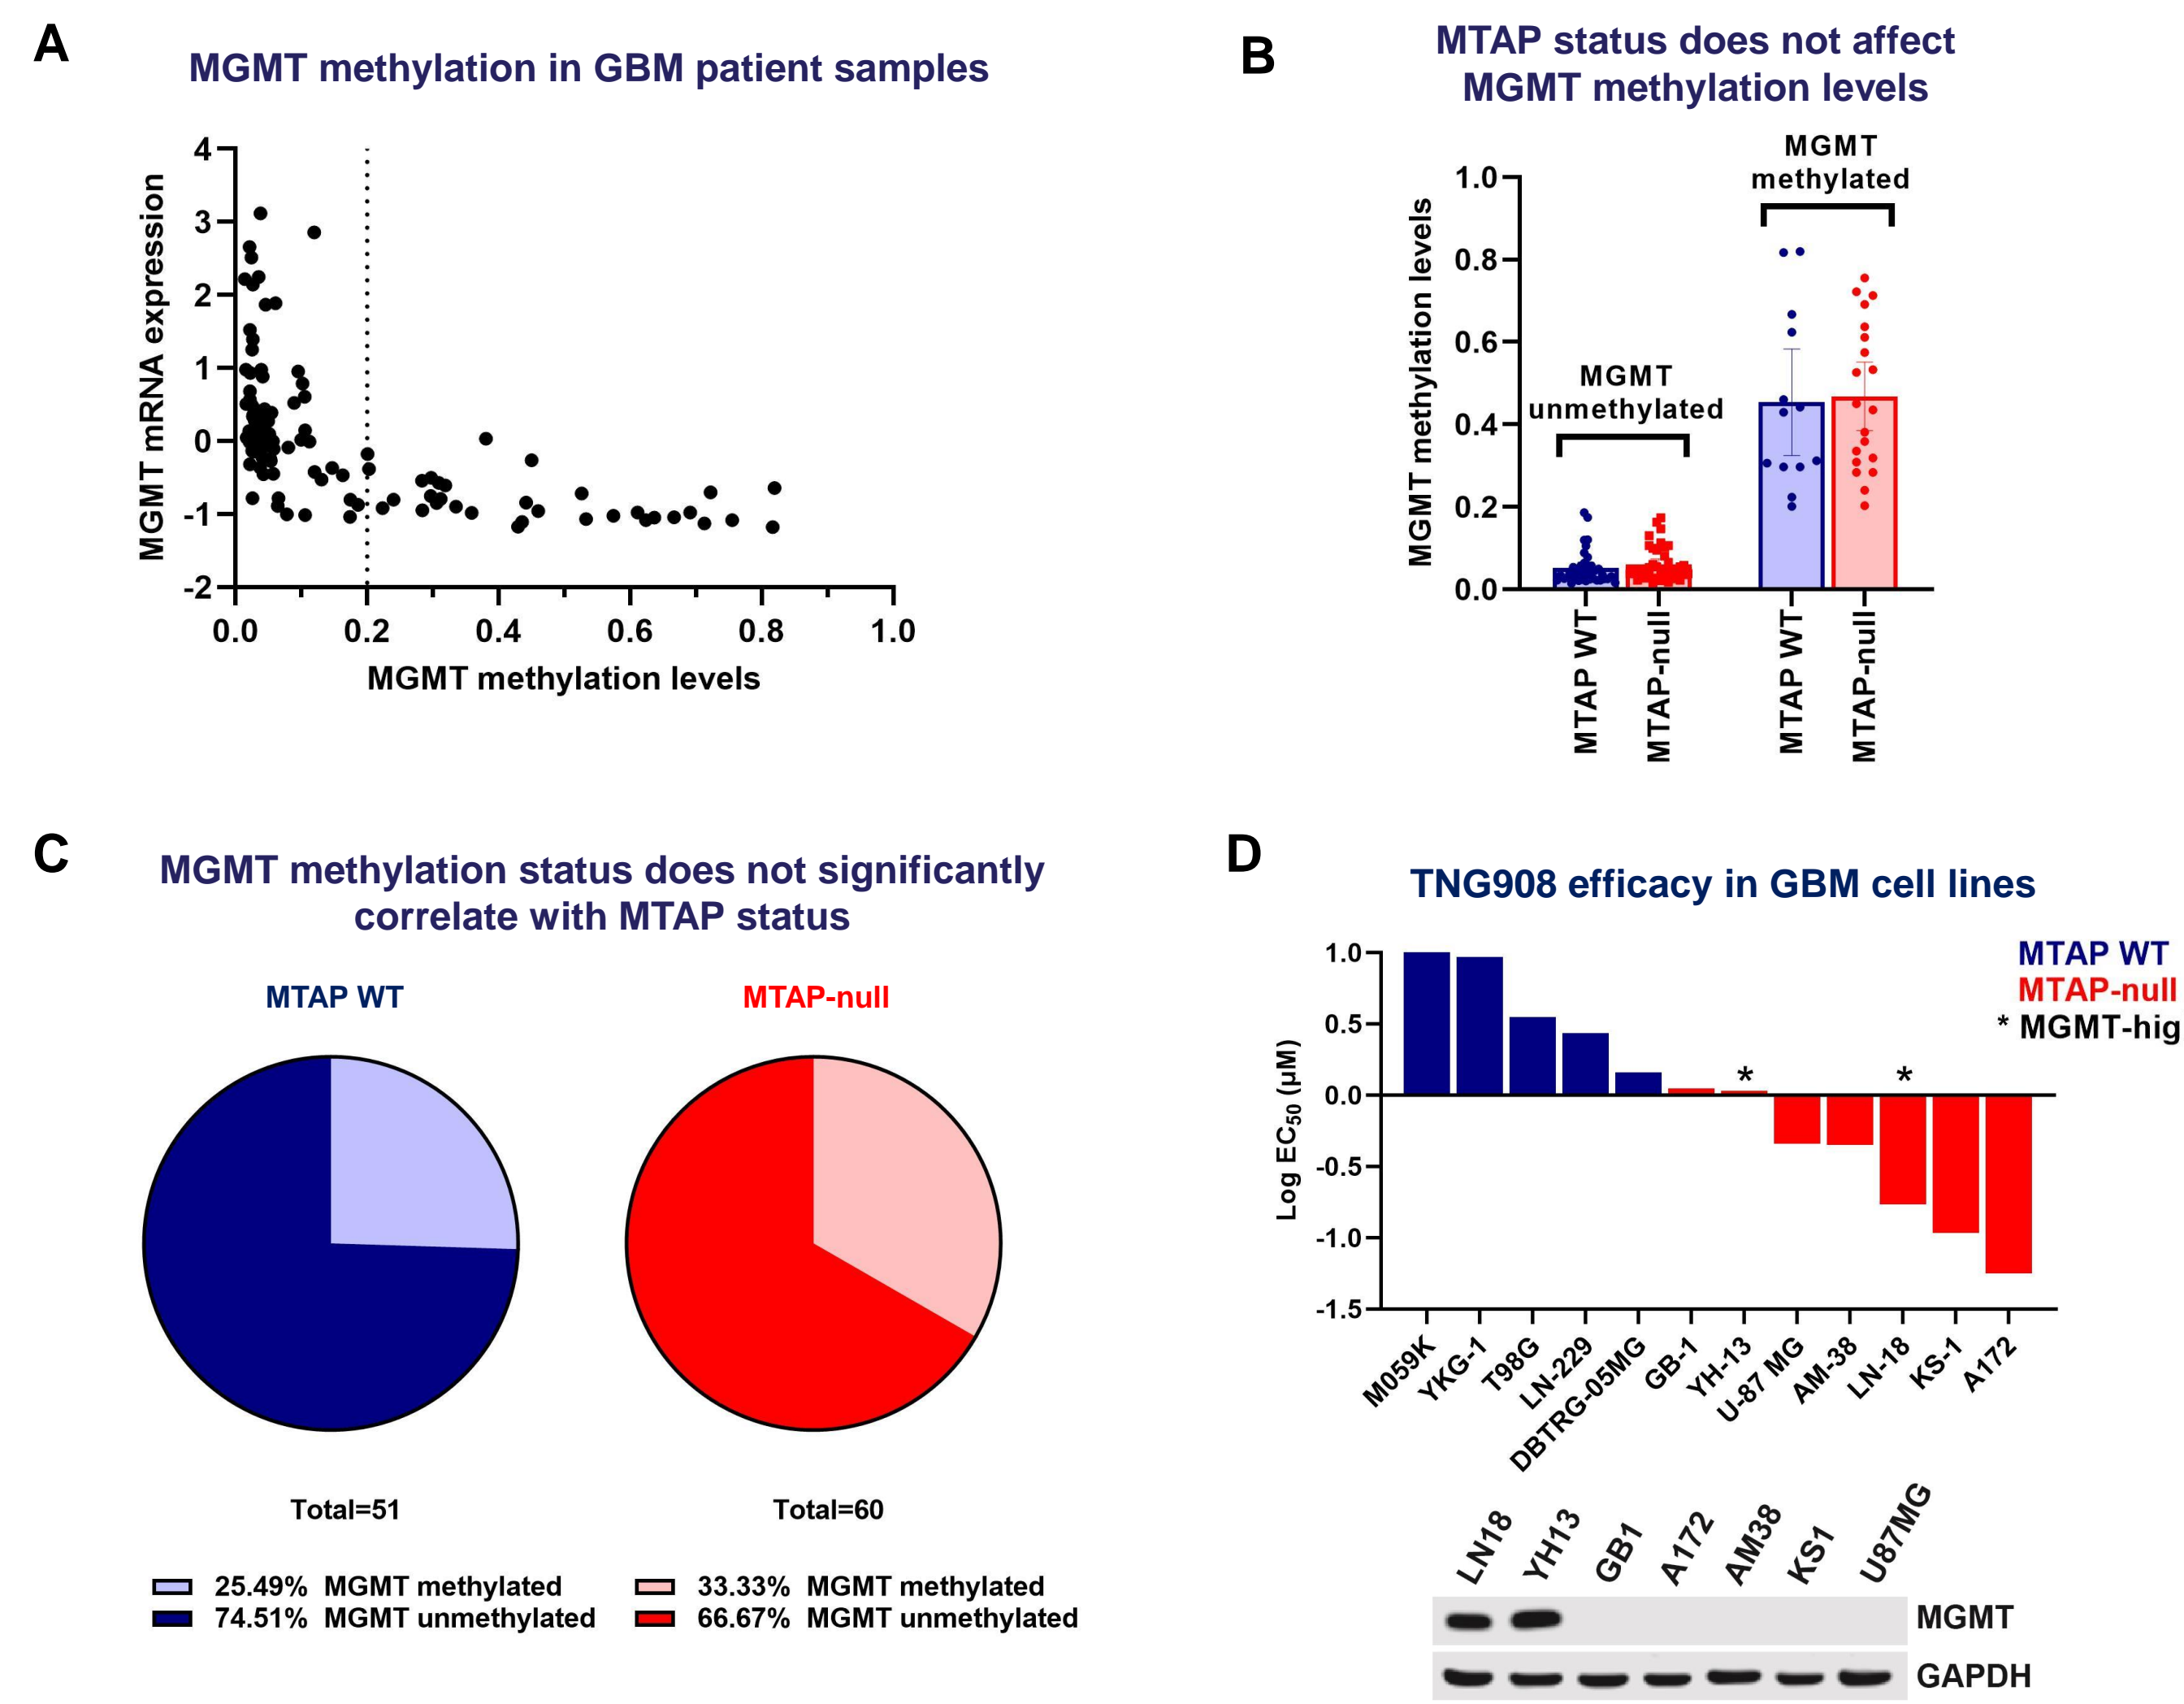 A
MGMT methylation in GBM patient samples
MGMT mRNA expression
4
3
2
1
0
-1
-2
0.0
0.2
0.4
0.6
0.8
1.0
MGMT methylation levels
B
MTAP status does not affect
MGMT methylation levels
MGMT methylation levels
1.0
0.8
0.6
0.4
0.2
0.0
MGMT
unmethylated
MGMT
methylated
MTAP WT
MTAP-null
MTAP WT
MTAP-null
C
MGMT methylation status does not significantly
correlate with MTAP status
MTAP WT
MTAP-null
Total=51
Total=60
25.49% MGMT methylated
74.51% MGMT unmethylated
33.33% MGMT methylated
66.67% MGMT unmethylated
D
TNG908 efficacy in GBM cell lines
MTAP WT
MTAP-null
* MGMT-hig
Log EC50 (µM)
1.0
0.5
0.0
-0.5
-1.0
-1.5
*
*
M059K
YKG-1
T98G
LN-229
DBTRG-05MG
GB-1
YH-13
U-87 MG
AM-38
LN-18
KS-1
A172
LN18
YH13
GB1
A172
AM38
KS1
U87MG
MGMT
GAPDH